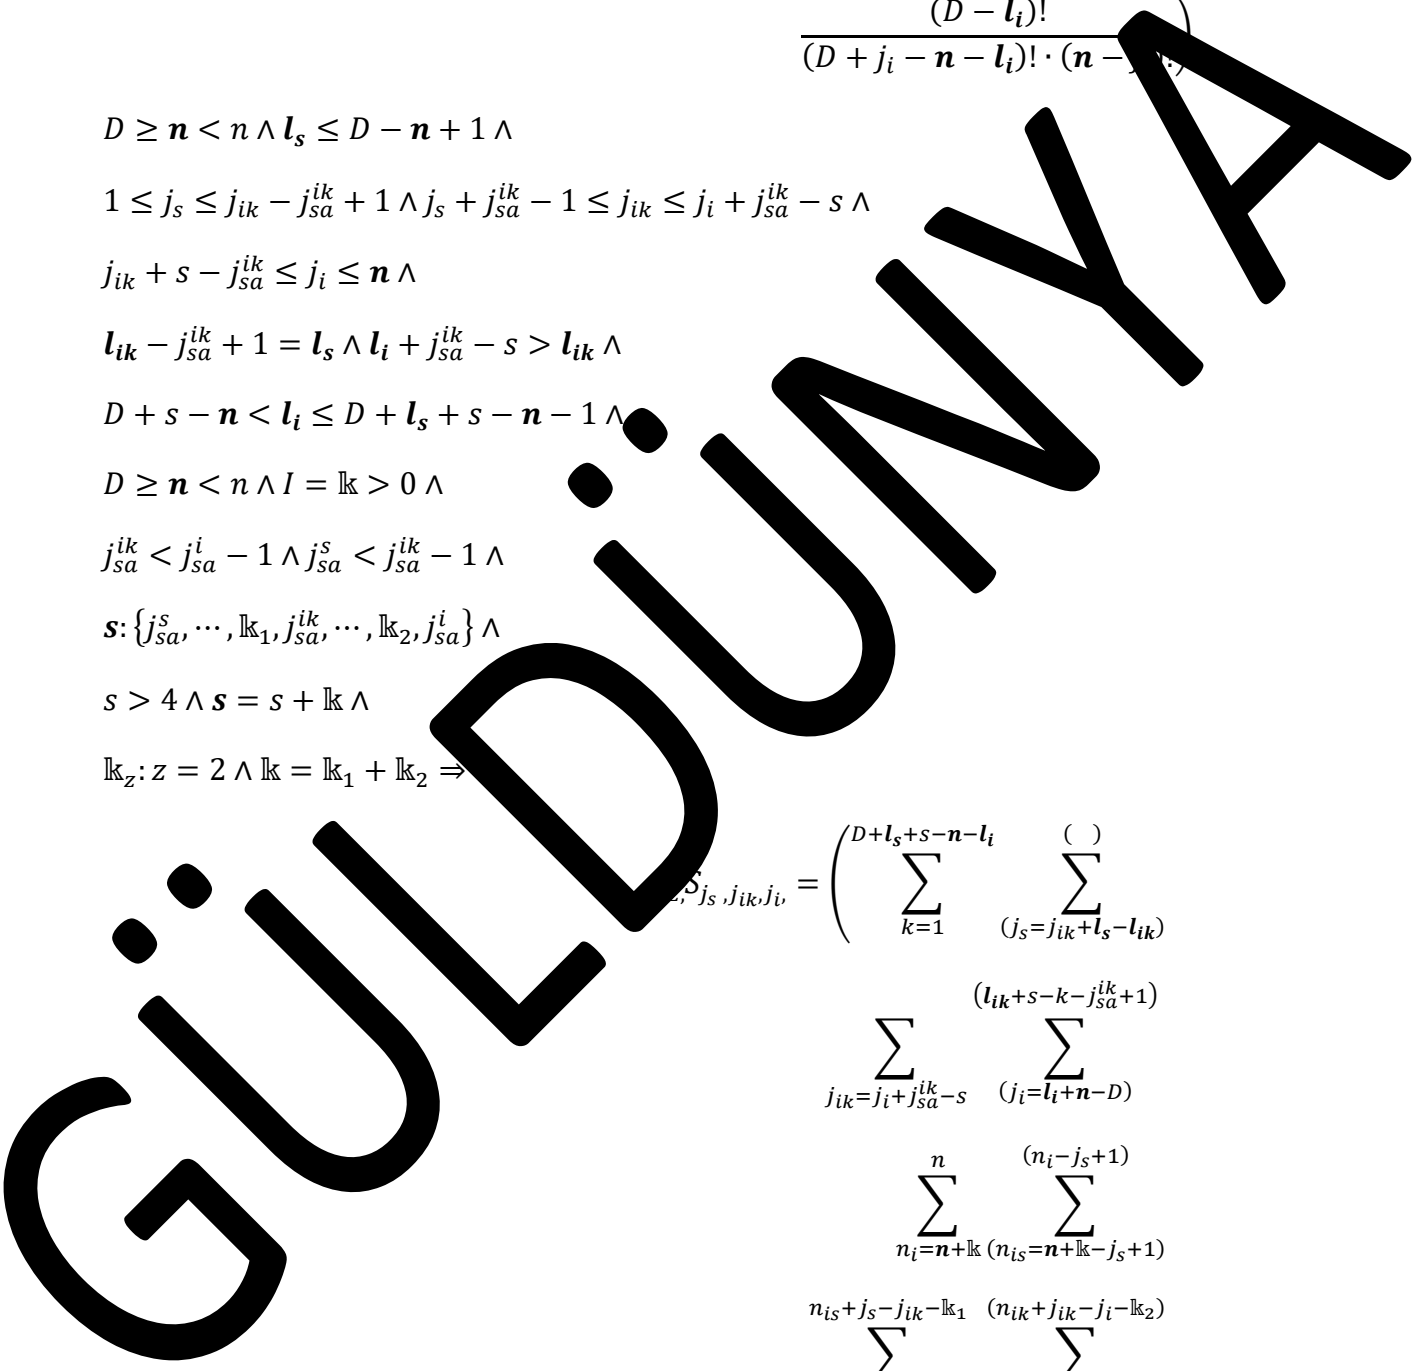 (D − l_i)!
(D + j_i − n − l_i)! · (n −
D ≥ n < n ∧ l_s ≤ D − n + 1 ∧
1 ≤ j_s ≤ j_{ik} − j_{sa}^{ik} + 1 ∧ j_s + j_{sa}^{ik} − 1 ≤ j_{ik} ≤ j_i + j_{sa}^{ik} − s ∧
j_{ik} + s − j_{sa}^{ik} ≤ j_i ≤ n ∧
l_{ik} − j_{sa}^{ik} + 1 = l_s ∧ l_i + j_{sa}^{ik} − s > l_{ik} ∧
D + s − n < l_i ≤ D + l_s + s − n − 1 ∧
D ≥ n < n ∧ I = 𝕜 > 0 ∧
j_{sa}^{ik} < j_{sa}^{i} − 1 ∧ j_{sa}^{s} < j_{sa}^{ik} − 1 ∧
s: {j_{sa}^{s}, ⋯ , 𝕜_1, j_{sa}^{ik}, ⋯ , 𝕜_2, j_{sa}^{i}} ∧
s > 4 ∧ s = s + 𝕜 ∧
𝕜_z: z = 2 ∧ 𝕜 = 𝕜_1 + 𝕜_2 ⇒
S_{j_s ,j_{ik},j_i,} = ( ∑_{k=1}^{D+l_s+s−n−l_i} ∑_{(j_s=j_{ik}+l_s−l_{ik})}^{( )}
∑_{j_{ik}=j_i+j_{sa}^{ik}−s} ∑_{(j_i=l_i+n−D)}^{(l_{ik}+s−k−j_{sa}^{ik}+1)}
∑_{n_i=n+𝕜}^{n} ∑_{(n_{is}=n+𝕜−j_s+1)}^{(n_i−j_s+1)}
∑^{n_{is}+j_s−j_{ik}−𝕜_1} ∑^{(n_{ik}+j_{ik}−j_i−𝕜_2)}
GÜLDÜNYA